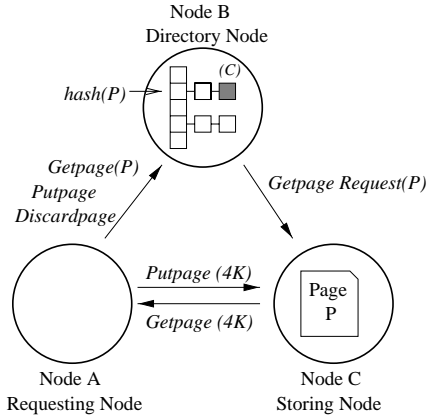 Node B
Directory Node
(C)
hash(P)
Getpage(P)
Putpage
Discardpage
Getpage Request(P)
Putpage (4K)
Getpage (4K)
Page
P
Node A
Requesting Node
Node C
Storing Node